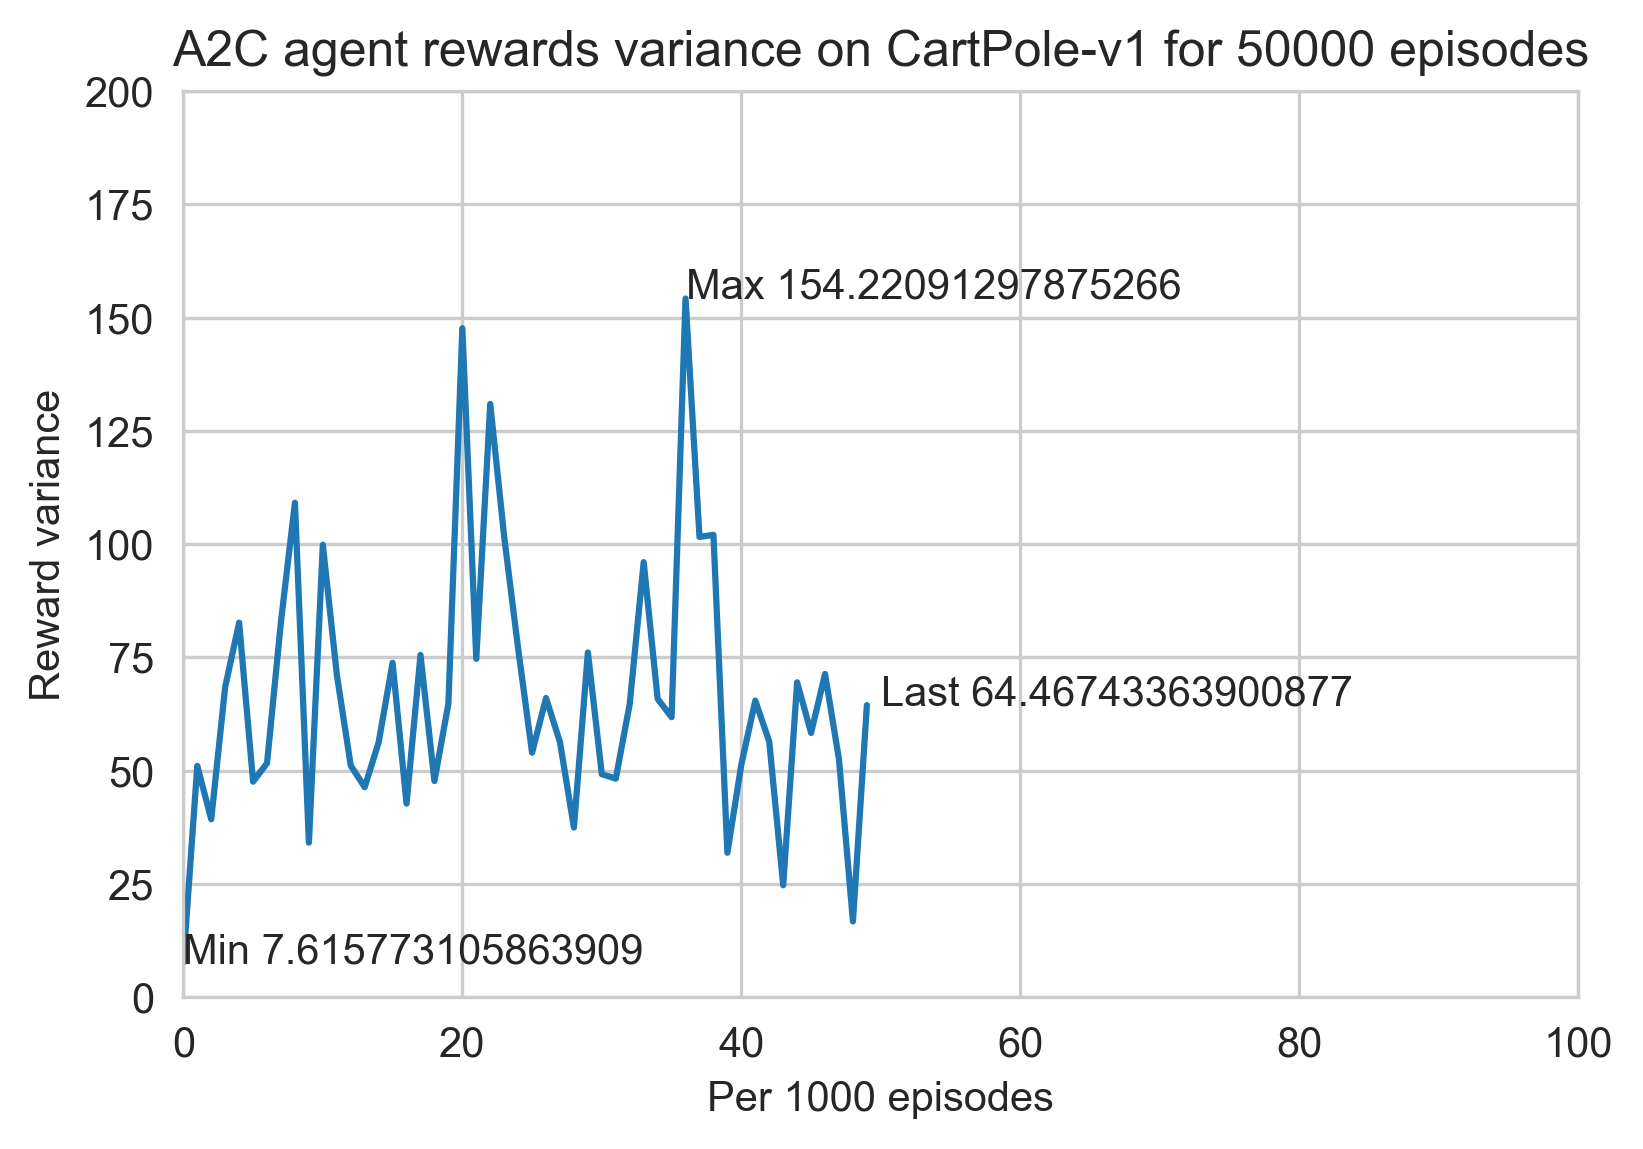 A2C agent rewards variance on CartPole-v1 for 50000 episodes
200
175
150
125
100
75
50
25
0
Reward variance
Max 154.22091297875266
Last 64.46743363900877
Min 7.615773105863909
0 20 40 60 80 100
Per 1000 episodes